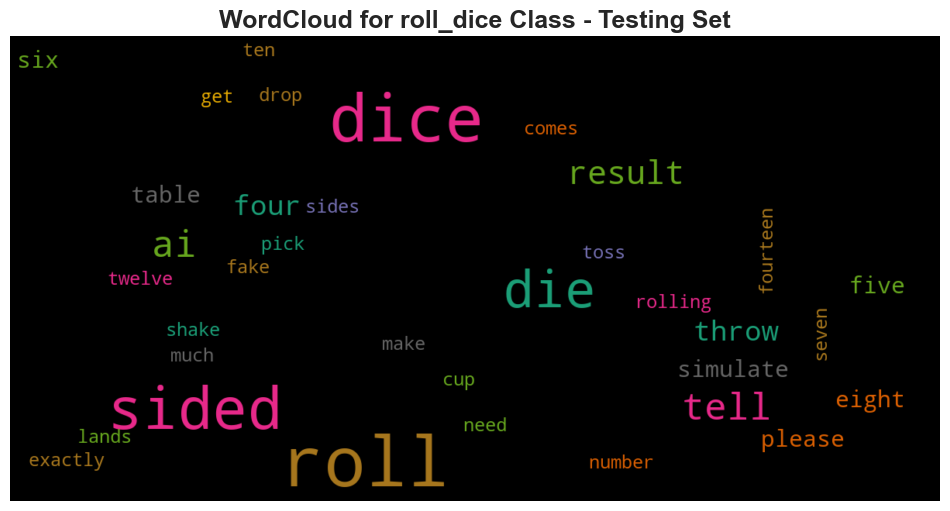 WordCloud for roll_dice Class - Testing Set
ten
six
get
drop
dice
comes
result
table
four
sides
fourteen
ai
pick
toss
fake
twelve
die
five
rolling
seven
shake
throw
make
much
simulate
cup
sided
tell
eight
need
lands
please
exactly
roll
number